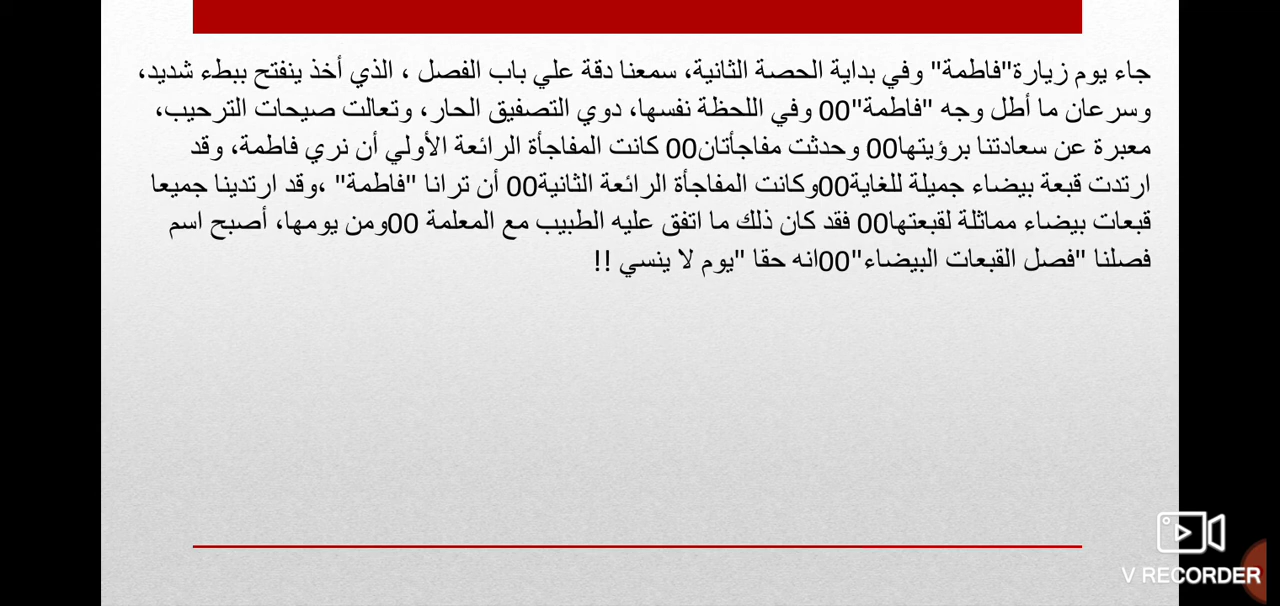 جاء يوم زيارة"فاطمة" وفي بداية الحصة الثانية، سمعنا دقة علي باب الفصل ، الذي أخذ ينفتح ببطء شديد،
وسرعان ما أطل وجه "فاطمة"00 وفي اللحظة نفسها، دوي التصفيق الحار، وتعالت صيحات الترحيب،
معبرة عن سعادتنا برؤيتها00 وحدثت مفاجأتان00 كانت المفاجأة الرائعة الأولي أن نري فاطمة، وقد
ارتدت قبعة بيضاء جميلة للغاية00وكانت المفاجأة الرائعة الثانية00 أن ترانا "فاطمة" ،وقد ارتدينا جميعا
قبعات بيضاء مماثلة لقبعتها00 فقد كان ذلك ما اتفق عليه الطبيب مع المعلمة 00ومن يومها، أصبح اسم
فصلنا "فصل القبعات البيضاء"00انه حقا "يوم لا ينسي !!
V RECORDER